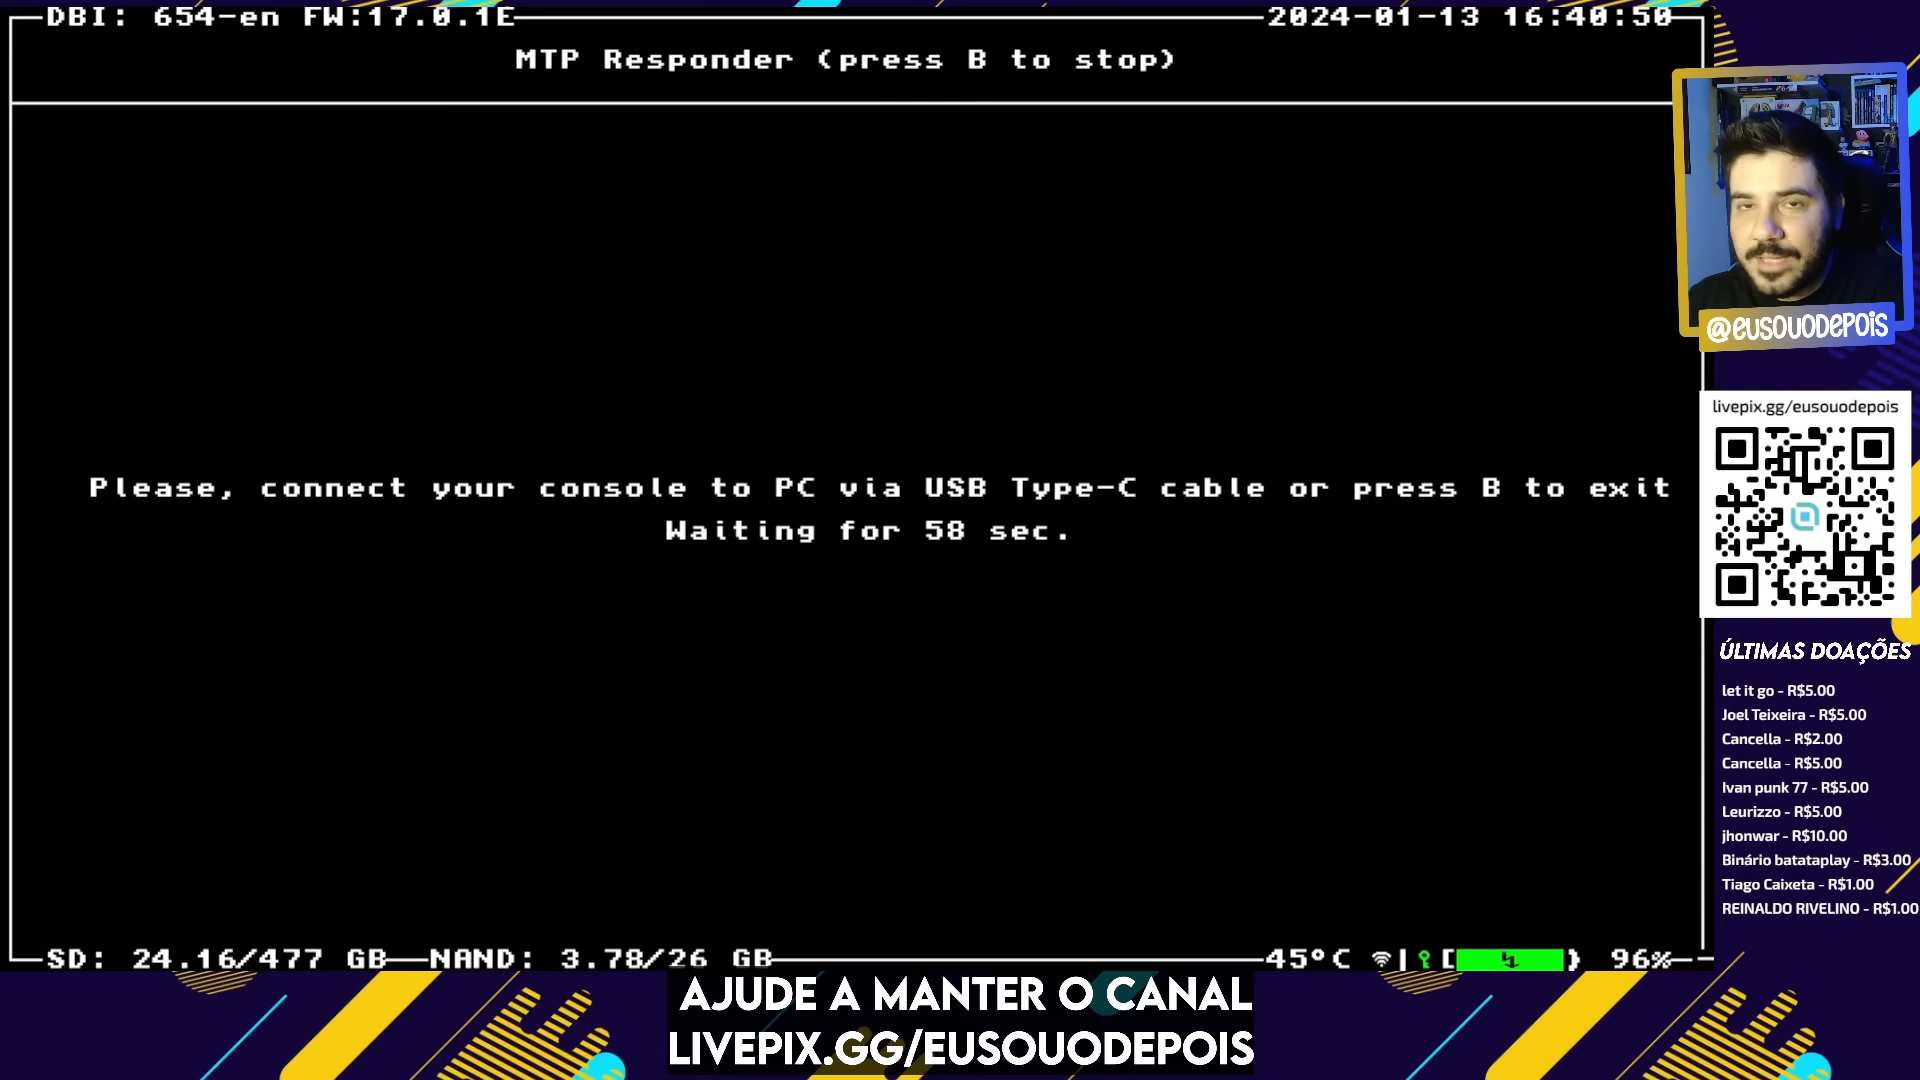 DBI: 654-en FW:17.0.1E
2024-01-13 16:40:50
MTP Responder (press B to stop)
@eusouodepois
Please, connect your console to PC via USB Type-C cable or press B to exit
Waiting for 58 sec.
livepix.gg/eusouodepois
ÚLTIMAS DOAÇÕES
let it go - R$5.00
Joel Teixeira - R$5.00
Cancella - R$2.00
Cancella - R$5.00
Ivan punk 77 - R$5.00
Leurizzo - R$5.00
jhonwar - R$10.00
Binário batataplay - R$3.00
Tiago Caixeta - R$1.00
REINALDO RIVELINO - R$1.00
SD: 24.16/477 GB
NAND: 3.78/26 GB
45°C
96%
AJUDE A MANTER O CANAL
LIVEPIX.GG/EUSOUODEPOIS